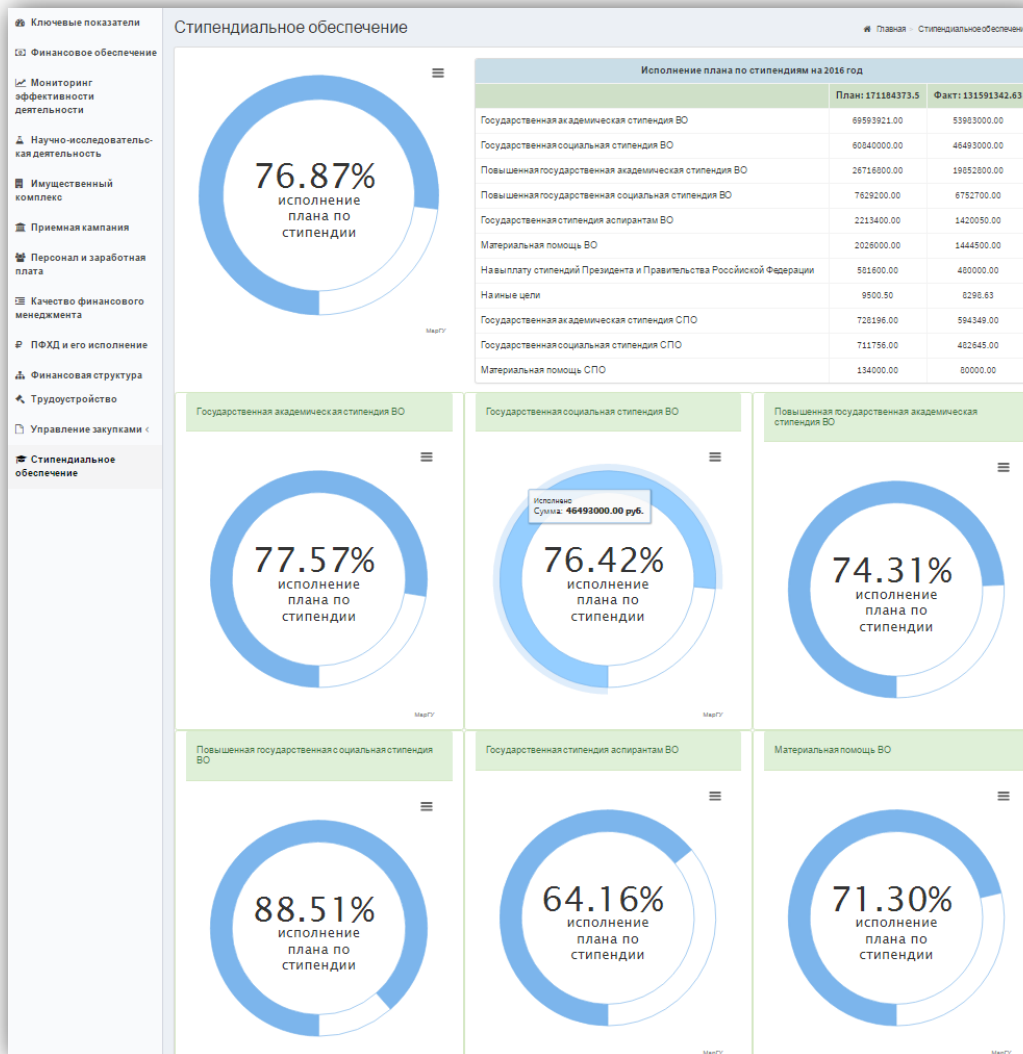 Ключевые показатели
Финансовое обеспечение
Мониторинг
эффективности
деятельности
Научно-исследовательс-
кая деятельность
Имущественный
комплекс
Приемная кампания
Персонал и заработная
плата
Качество финансового
менеджмента
ПФХД и его исполнение
Финансовая структура
Трудоустройство
Управление закупками <
Стипендиальное
обеспечение
Стипендиальное обеспечение
Главная > Стипендиальное обеспечени
76.87%
исполнение
плана по
стипендии
МарГУ
Исполнение плана по стипендиям на 2016 год
План: 171184373.5 Факт: 131591342.63
Государственная академическая стипендия ВО 69593921.00 53983000.00
Государственная социальная стипендия ВО 60840000.00 46493000.00
Повышенная государственная академическая стипендия ВО 26716800.00 19852800.00
Повышенная государственная социальная стипендия ВО 7629200.00 6752700.00
Государственная стипендия аспирантам ВО 2213400.00 1420050.00
Материальная помощь ВО 2026000.00 1444500.00
На выплату стипендий Президента и Правительства Российской Федерации 581600.00 480000.00
На иные цели 9500.50 8298.63
Государственная академическая стипендия СПО 728196.00 594349.00
Государственная социальная стипендия СПО 711756.00 482645.00
Материальная помощь СПО 134000.00 80000.00
Государственная академическая стипендия ВО
77.57%
исполнение
плана по
стипендии
МарГУ
Государственная социальная стипендия ВО
Исполнено
Сумма: 46493000.00 руб.
76.42%
исполнение
плана по
стипендии
МарГУ
Повышенная государственная академическая
стипендия ВО
74.31%
исполнение
плана по
стипендии
Повышенная государственная социальная стипендия
ВО
88.51%
исполнение
плана по
стипендии
Государственная стипендия аспирантам ВО
64.16%
исполнение
плана по
стипендии
МарГУ
Материальная помощь ВО
71.30%
исполнение
плана по
стипендии
МарГУ